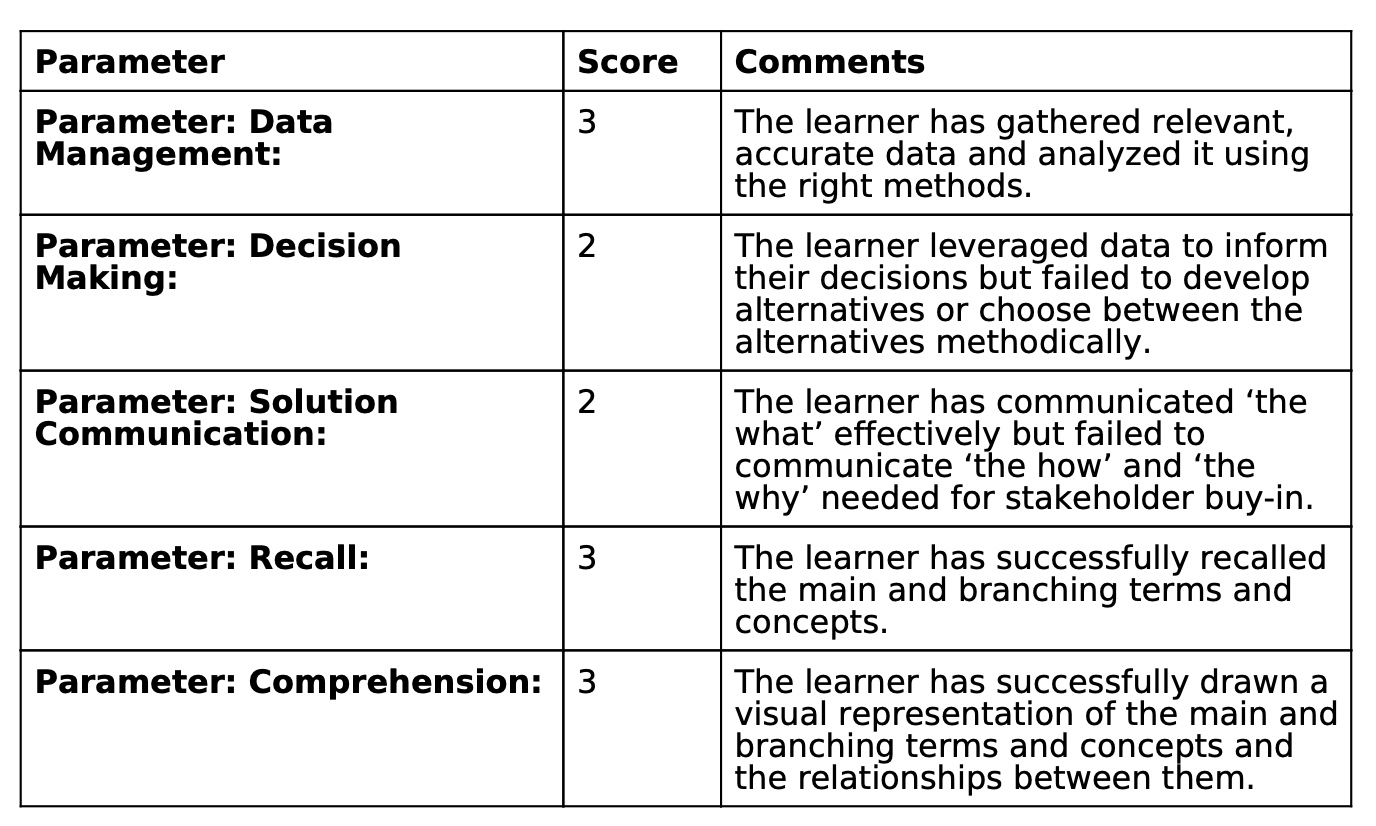 Parameter Score Comments
Parameter: Data
Management:
3
The learner has gathered relevant,
accurate data and analyzed it using
the right methods.
Parameter: Decision
Making:
2
The learner leveraged data to inform
their decisions but failed to develop
alternatives or choose between the
alternatives methodically.
Parameter: Solution
Communication:
2
The learner has communicated ‘the
what’ effectively but failed to
communicate ‘the how’ and ‘the
why’ needed for stakeholder buy-in.
Parameter: Recall:
3
The learner has successfully recalled
the main and branching terms and
concepts.
Parameter: Comprehension:
3
The learner has successfully drawn a
visual representation of the main and
branching terms and concepts and
the relationships between them.